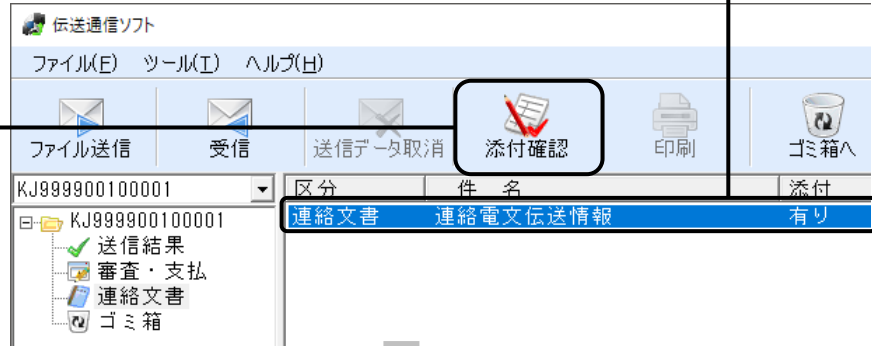 伝送通信ソフト
ファイル(F) ツール(T) ヘルプ(H)
ファイル送信 受信 送信データ取消 添付確認 印刷 ゴミ箱へ
KJ999900100001 区分 件 名 添付
KJ999900100001 連絡文書 連絡電文伝送情報 有り
送信結果
審査・支払
連絡文書
ゴミ箱